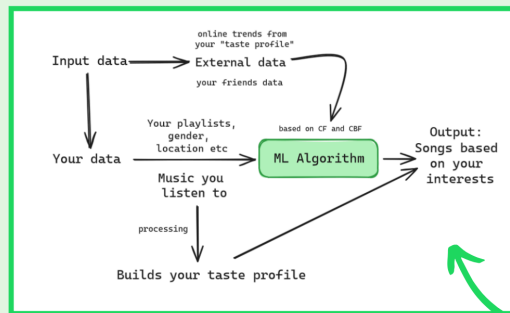 online trends from
your "taste profile"
Input data
External data
your friends data
Your playlists,
gender,
location etc
based on CF and CBF
Your data
ML Algorithm
Output:
Songs based
on your
interests
Music you
listen to
processing
Builds your taste profile